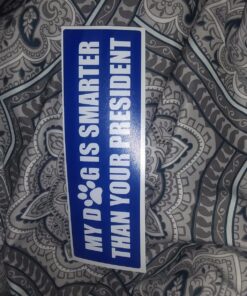 MY D🐾G IS SMARTER
THAN YOUR PRESIDENT